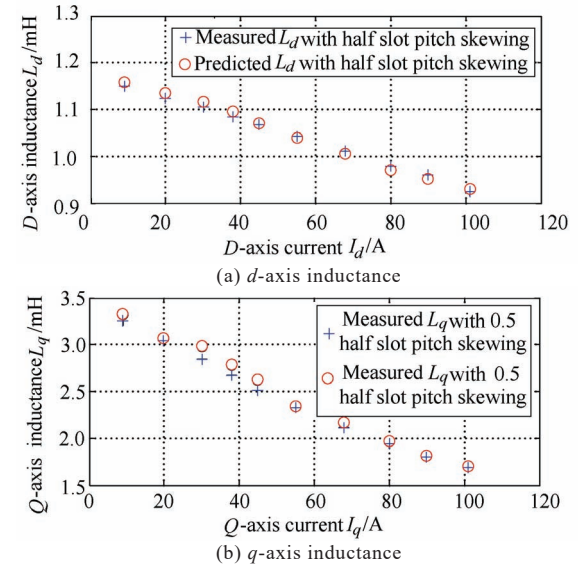 1.3
1.2
1.1
1.0
0.9
D-axis inductance Ld/mH
+ Measured Ld with half slot pitch skewing
○ Predicted Ld with half slot pitch skewing
0 20 40 60 80 100 120
D-axis current Id/A
(a) d-axis inductance
3.5
3.0
2.5
2.0
1.5
Q-axis inductance Lq/mH
+ Measured Lq with 0.5
half slot pitch skewing
○ Measured Lq with 0.5
half slot pitch skewing
0 20 40 60 80 100 120
Q-axis current Iq/A
(b) q-axis inductance